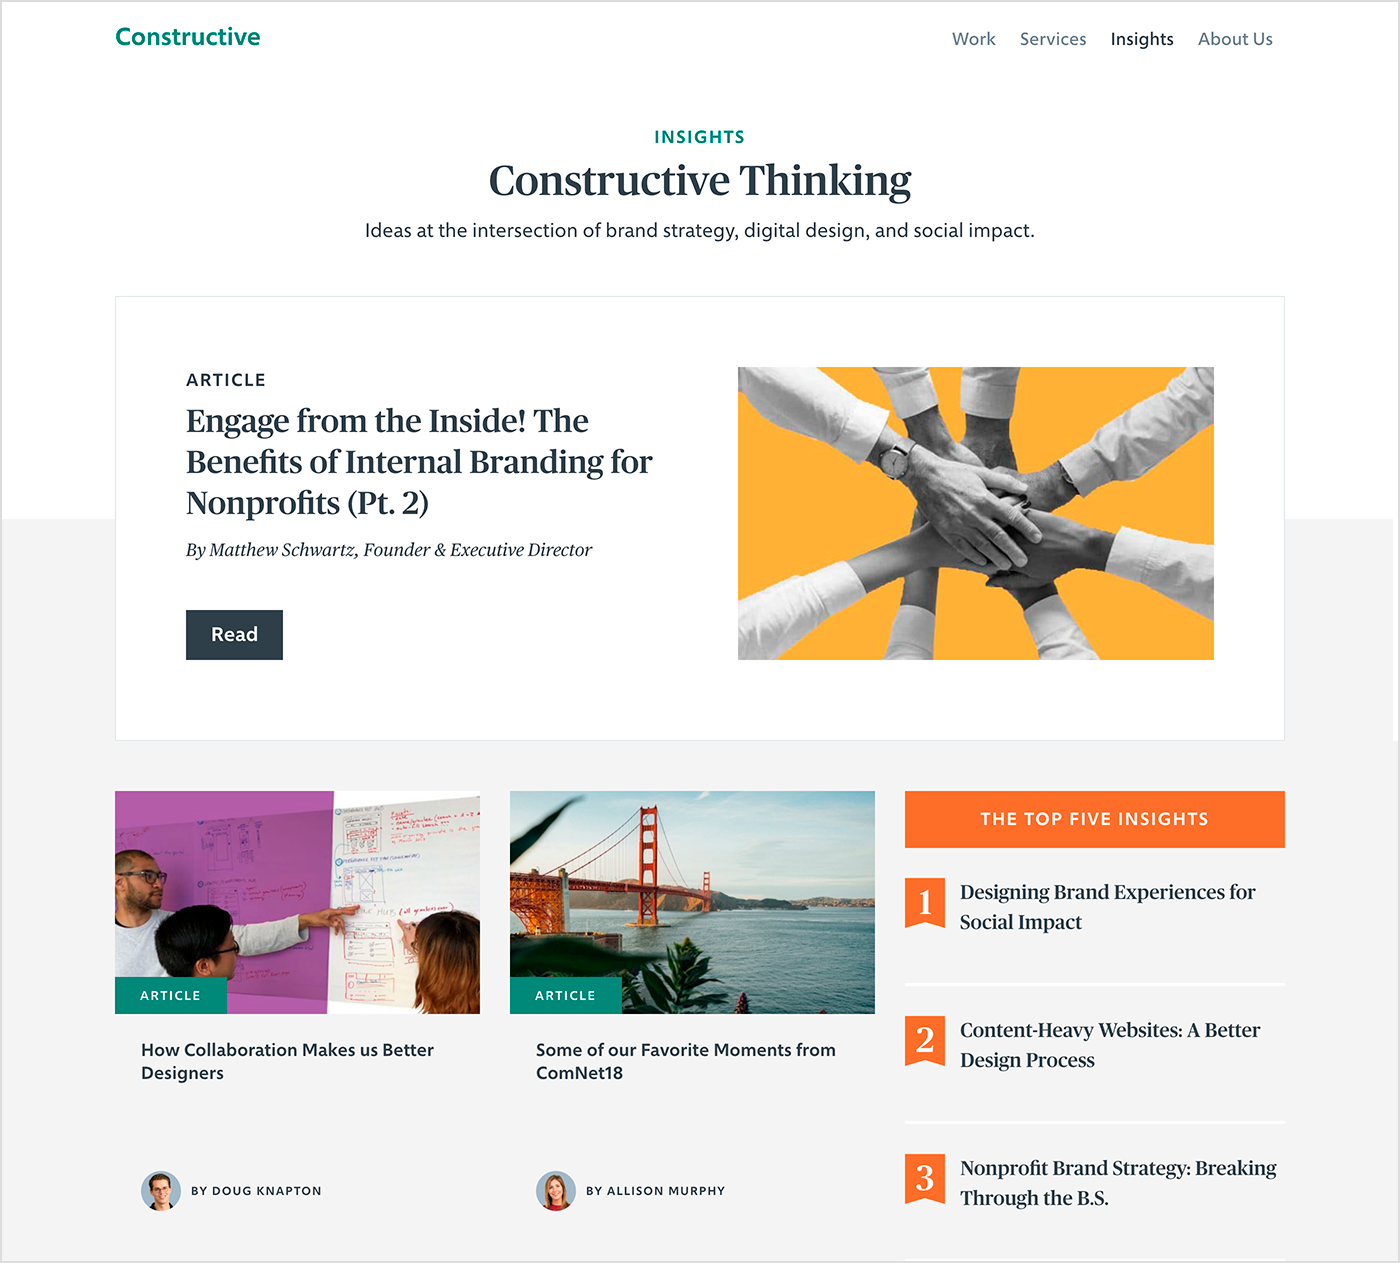 Constructive
Work Services Insights About Us
INSIGHTS
Constructive Thinking
Ideas at the intersection of brand strategy, digital design, and social impact.
ARTICLE
Engage from the Inside! The
Benefits of Internal Branding for
Nonprofits (Pt. 2)
By Matthew Schwartz, Founder & Executive Director
Read
ARTICLE
How Collaboration Makes us Better
Designers
BY DOUG KNAPTON
ARTICLE
Some of our Favorite Moments from
ComNet18
BY ALLISON MURPHY
THE TOP FIVE INSIGHTS
1
Designing Brand Experiences for
Social Impact
2
Content-Heavy Websites: A Better
Design Process
3
Nonprofit Brand Strategy: Breaking
Through the B.S.